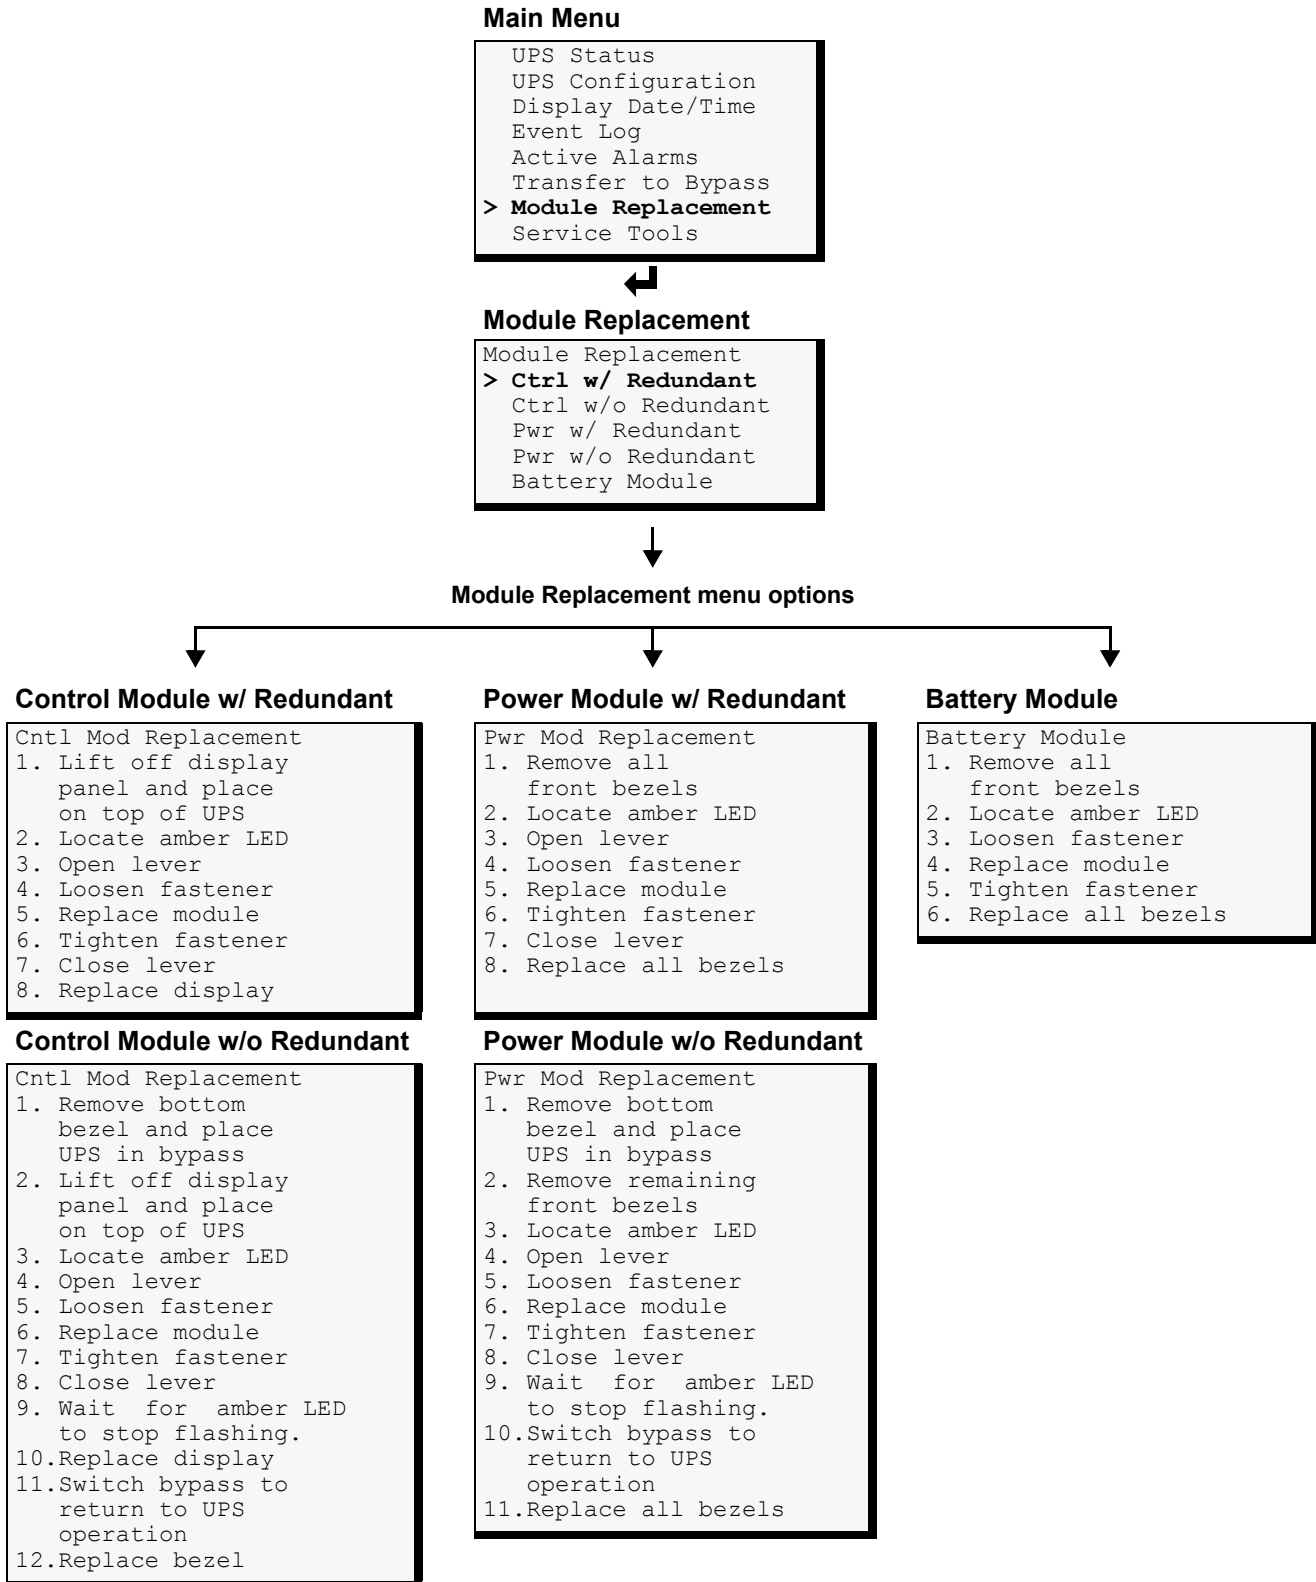 Main Menu
UPS Status
UPS Configuration
Display Date/Time
Event Log
Active Alarms
Transfer to Bypass
> Module Replacement
Service Tools
Module Replacement
Module Replacement
> Ctrl w/ Redundant
Ctrl w/o Redundant
Pwr w/ Redundant
Pwr w/o Redundant
Battery Module
Module Replacement menu options
Control Module w/ Redundant
Cntl Mod Replacement
1. Lift off display
panel and place
on top of UPS
2. Locate amber LED
3. Open lever
4. Loosen fastener
5. Replace module
6. Tighten fastener
7. Close lever
8. Replace display
Power Module w/ Redundant
Pwr Mod Replacement
1. Remove all
front bezels
2. Locate amber LED
3. Open lever
4. Loosen fastener
5. Replace module
6. Tighten fastener
7. Close lever
8. Replace all bezels
Battery Module
Battery Module
1. Remove all
front bezels
2. Locate amber LED
3. Loosen fastener
4. Replace module
5. Tighten fastener
6. Replace all bezels
Control Module w/o Redundant
Cntl Mod Replacement
1. Remove bottom
bezel and place
UPS in bypass
2. Lift off display
panel and place
on top of UPS
3. Locate amber LED
4. Open lever
5. Loosen fastener
6. Replace module
7. Tighten fastener
8. Close lever
9. Wait for amber LED
to stop flashing.
10.Replace display
11.Switch bypass to
return to UPS
operation
12.Replace bezel
Power Module w/o Redundant
Pwr Mod Replacement
1. Remove bottom
bezel and place
UPS in bypass
2. Remove remaining
front bezels
3. Locate amber LED
4. Open lever
5. Loosen fastener
6. Replace module
7. Tighten fastener
8. Close lever
9. Wait for amber LED
to stop flashing.
10.Switch bypass to
return to UPS
operation
11.Replace all bezels